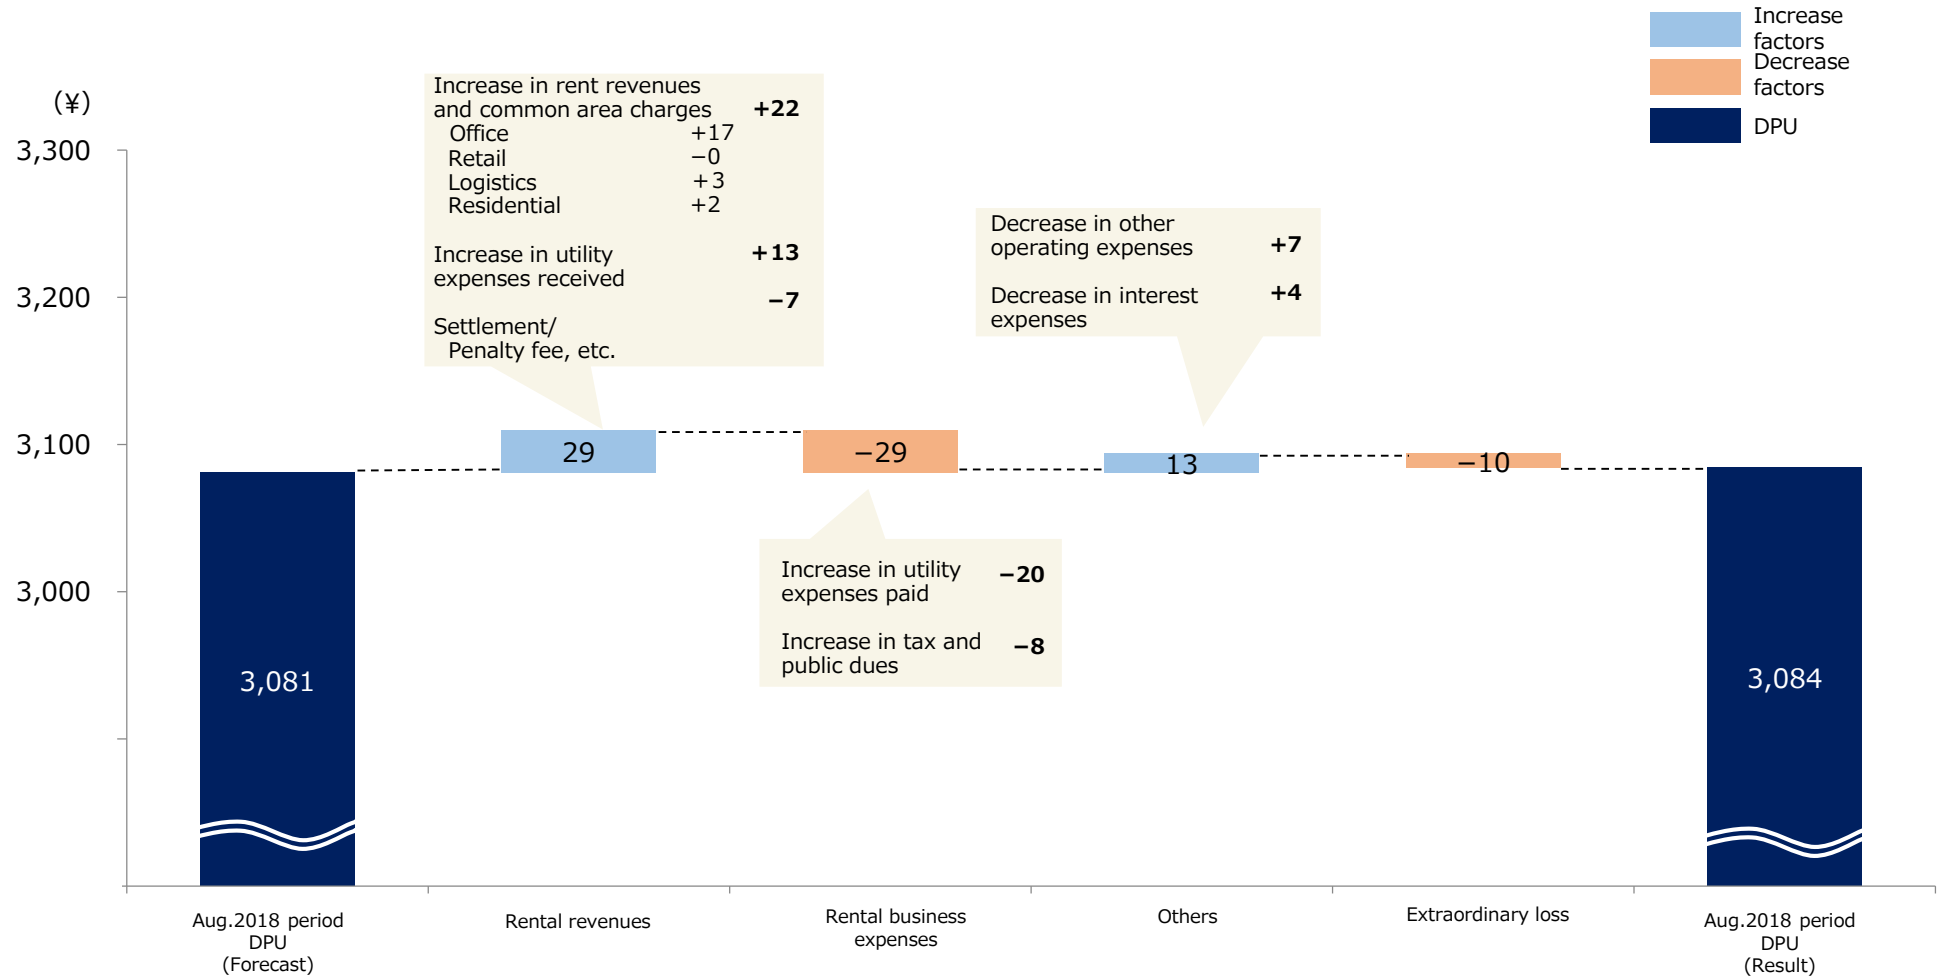 Increase
factors
Decrease
factors
DPU
(¥)
3,300
3,200
3,100
3,000
Increase in rent revenues
and common area charges +22
Office +17
Retail −0
Logistics +3
Residential +2
Increase in utility +13
expenses received
−7
Settlement/
Penalty fee, etc.
Decrease in other
operating expenses +7
Decrease in interest +4
expenses
29
−29
13
−10
Increase in utility −20
expenses paid
Increase in tax and −8
public dues
3,081
3,084
Aug.2018 period
DPU
(Forecast)
Rental revenues
Rental business
expenses
Others
Extraordinary loss
Aug.2018 period
DPU
(Result)